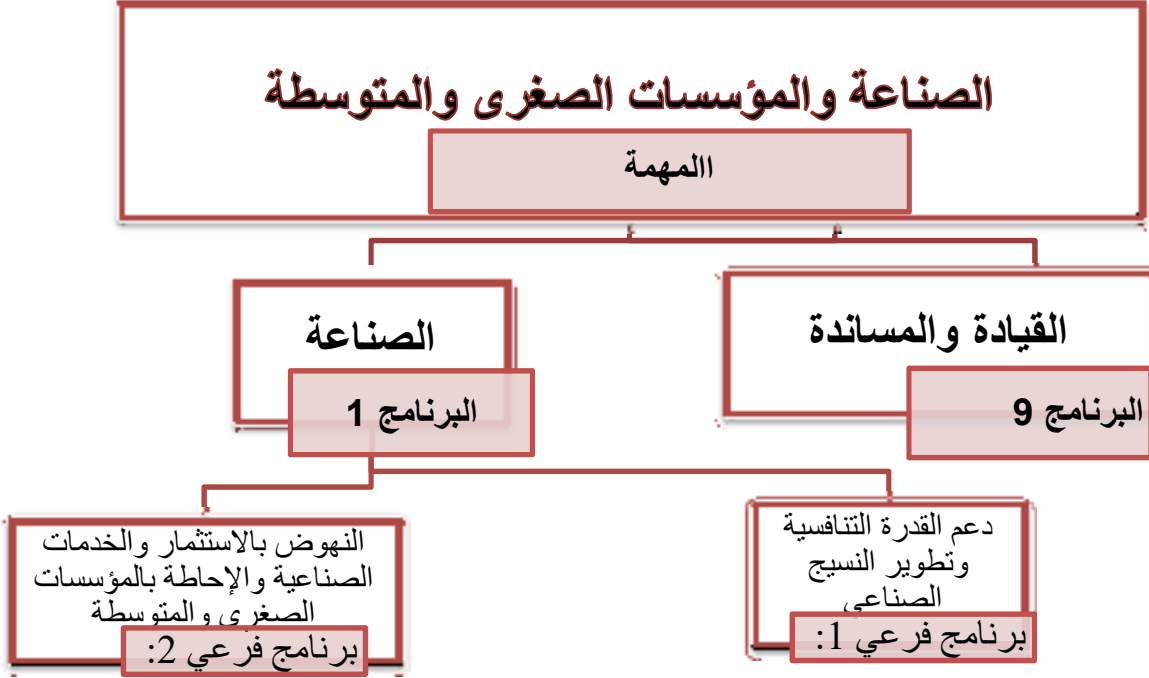 الصناعة والمؤسسات الصغرى والمتوسطة
االمهمة
القيادة والمساندة
البرنامج 9
الصناعة
البرنامج 1
دعم القدرة التنافسية
وتطوير النسيج
الصناعي
برنامج فرعي 1:
النهوض بالاستثمار والخدمات
الصناعية والإحاطة بالمؤسسات
الصغرى والمتوسطة
برنامج فرعي 2: